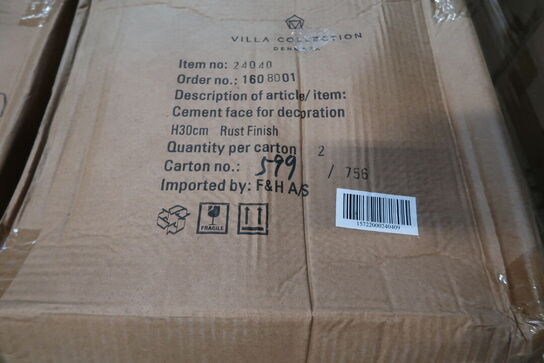 VILLA COLLECTION
DENMARK
Item no: 24040
Order no.: 1608001
Description of article/item:
Cement face for decoration
H30cm Rust Finish
Quantity per carton 2
Carton no.: 599 / 756
Imported by: F&H A/S
FRAGILE
15722000240409